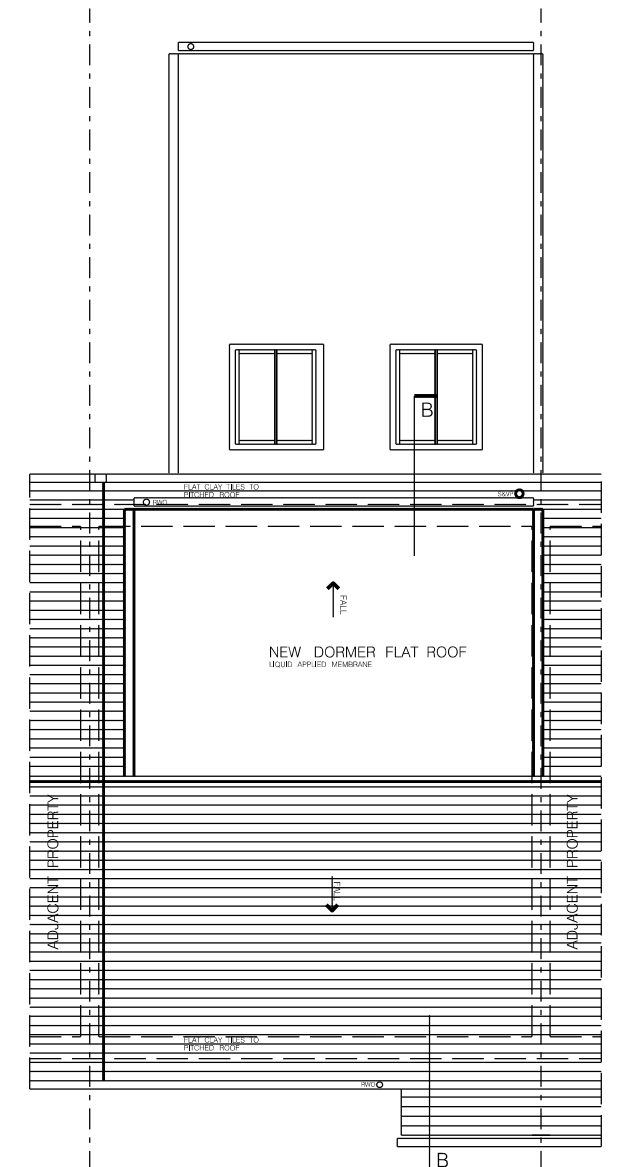 B
FLAT CLAY TILES TO
PITCHED ROOF
S&VP
RWO
FALL
NEW DORMER FLAT ROOF
LIQUID APPLIED MEMBRANE
ADJACENT PROPERTY
ADJACENT PROPERTY
FALL
FLAT CLAY TILES TO
PITCHED ROOF
RWO
B